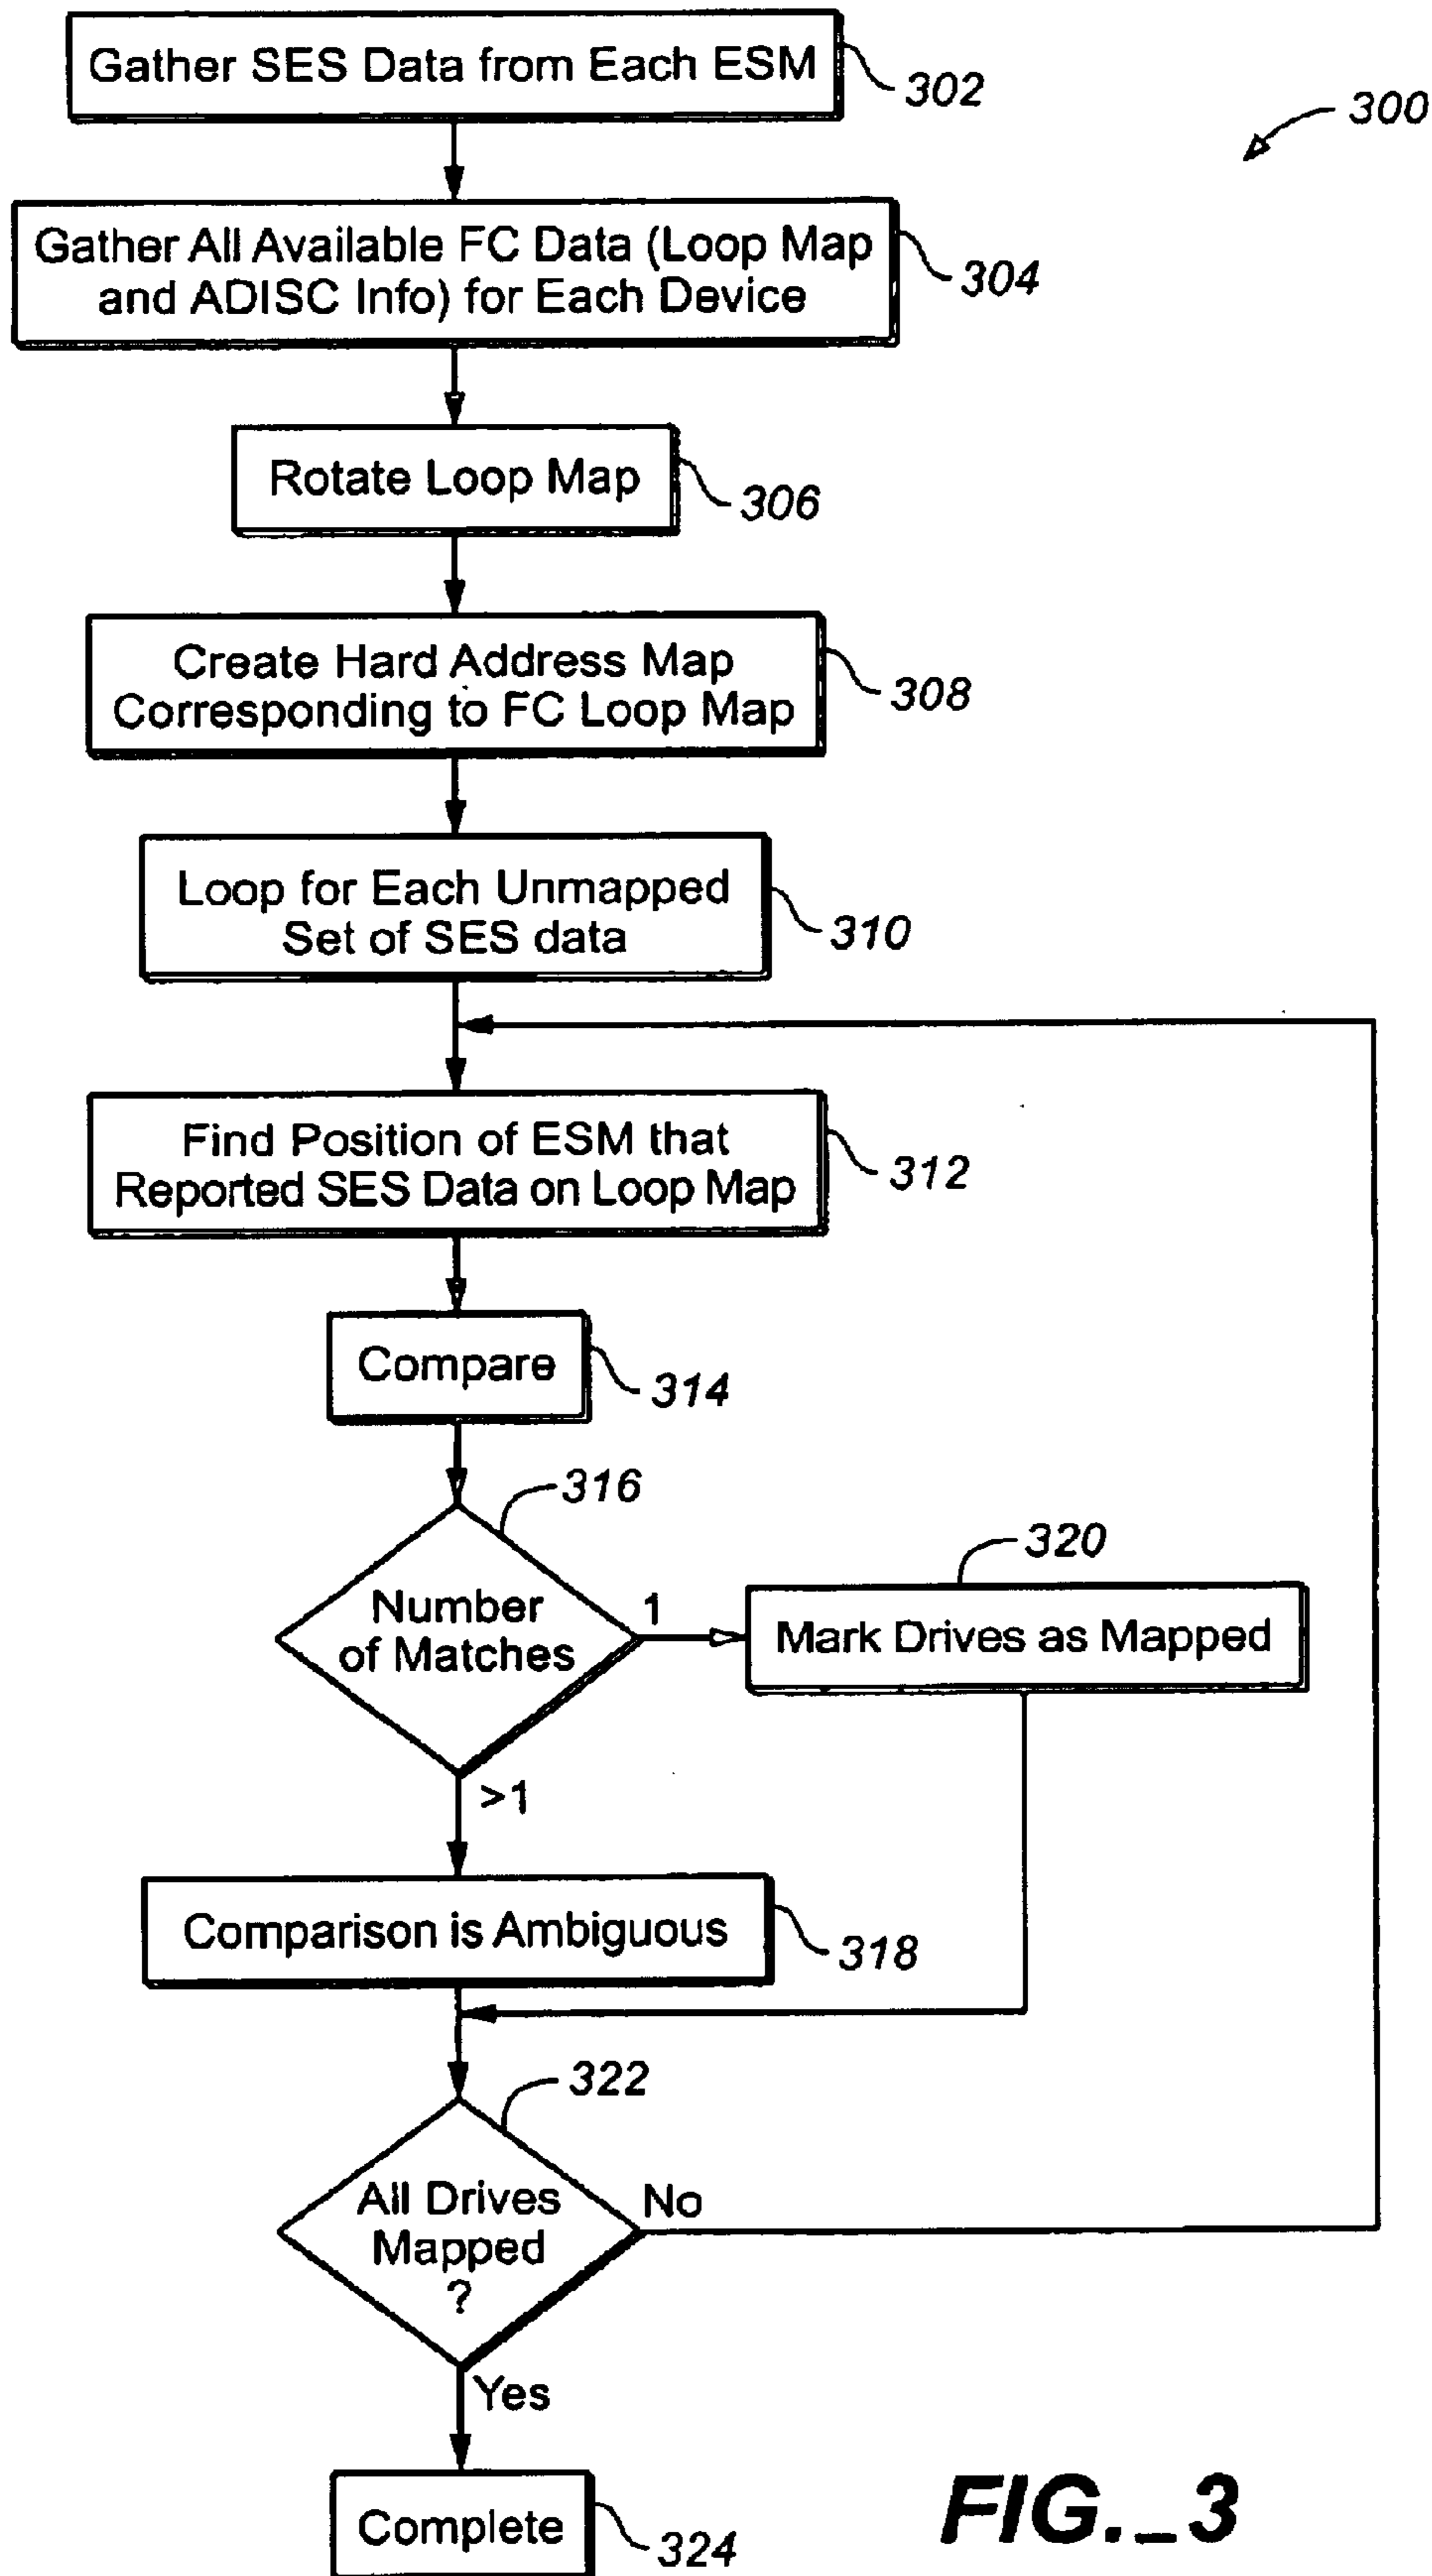 Gather SES Data from Each ESM
302
300
Gather All Available FC Data (Loop Map
and ADISC Info) for Each Device
304
Rotate Loop Map
306
Create Hard Address Map
Corresponding to FC Loop Map
308
Loop for Each Unmapped
Set of SES data
310
Find Position of ESM that
Reported SES Data on Loop Map
312
Compare
314
316
Number
of Matches
1
320
Mark Drives as Mapped
>1
Comparison is Ambiguous
318
322
All Drives
Mapped
?
No
Yes
Complete
324
FIG._3